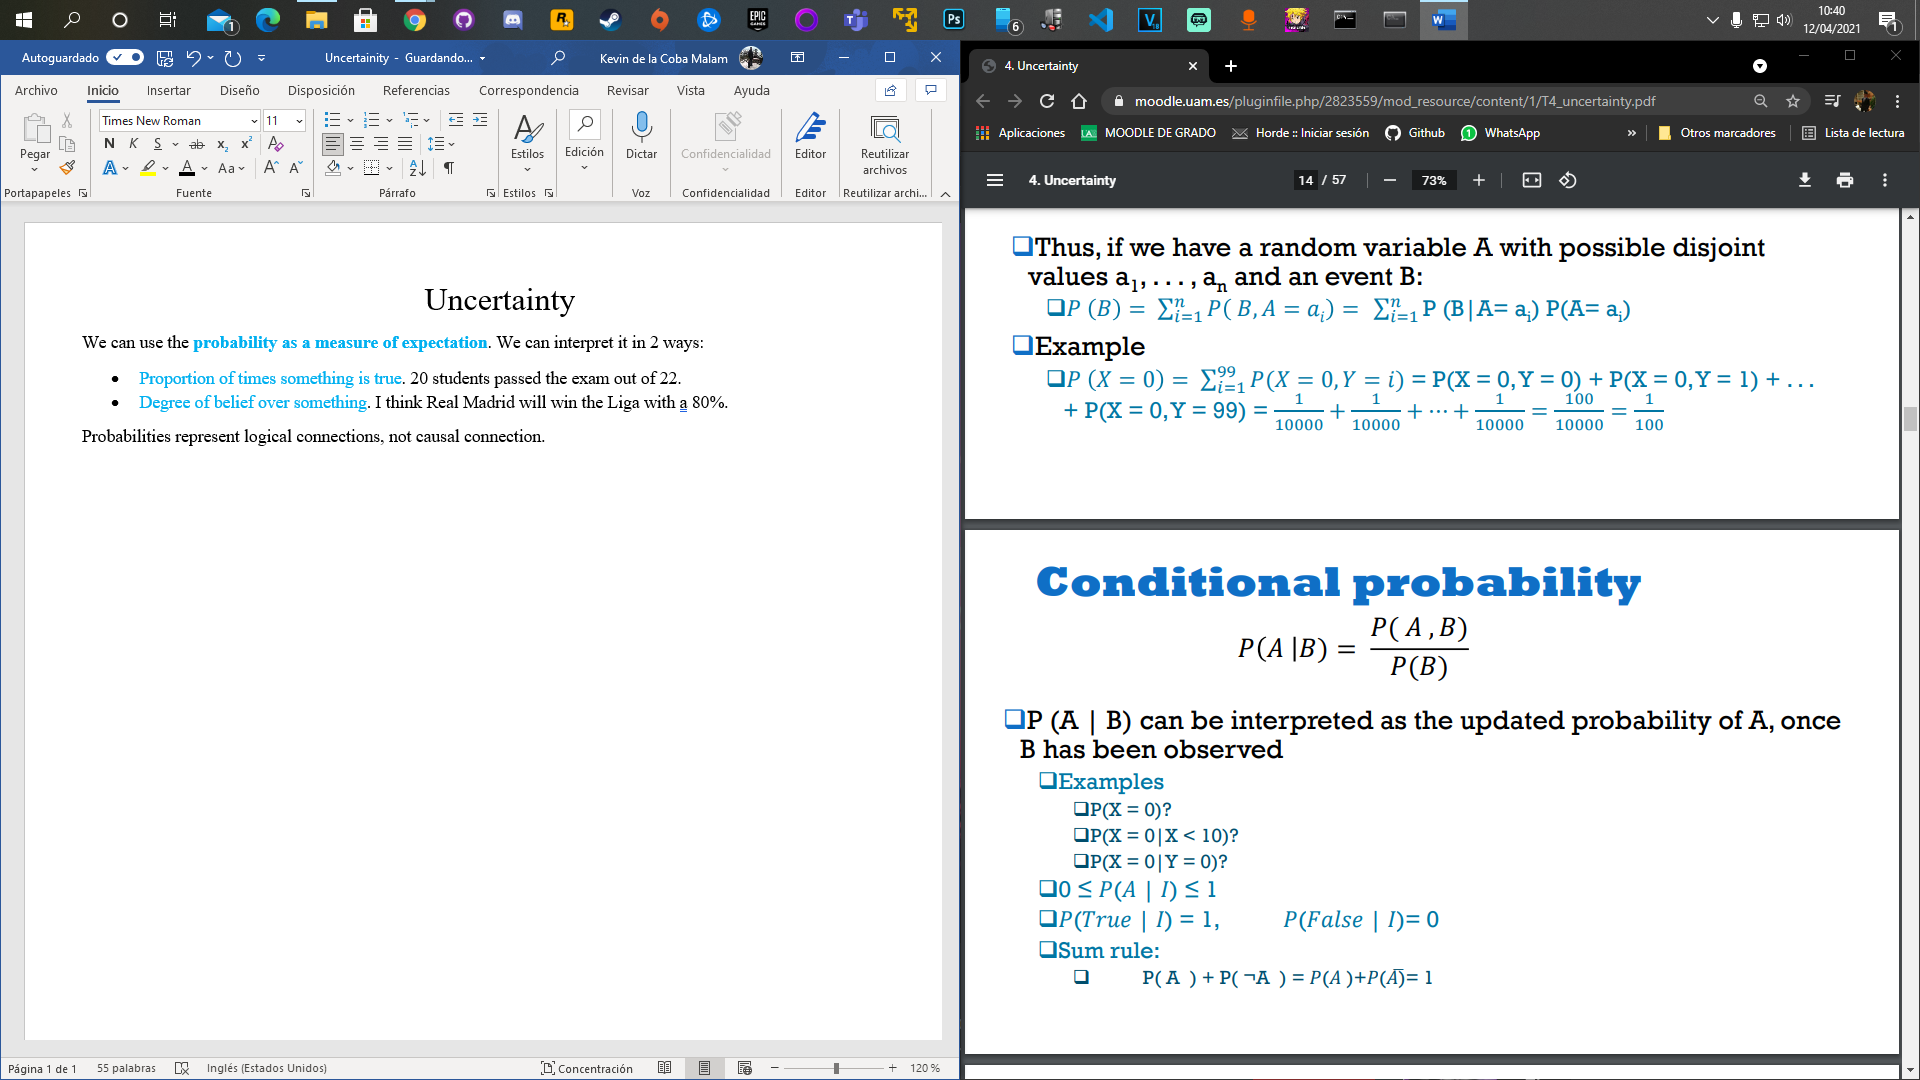 10:40
12/04/2021
1
6
1
Autoguardado
Uncertainity - Guardando...
Kevin de la Coba Malam
Archivo Inicio Insertar Diseño Disposición Referencias Correspondencia Revisar Vista Ayuda
Times New Roman 11
Pegar
N K S ab x₂ x²
A A Aa A A
Estilos Edición Dictar Confidencialidad Editor Reutilizar archivos
Portapapeles Fuente Párrafo Estilos Voz Confidencialidad Editor Reutilizar archi...
Uncertainty
We can use the probability as a measure of expectation. We can interpret it in 2 ways:
• Proportion of times something is true. 20 students passed the exam out of 22.
• Degree of belief over something. I think Real Madrid will win the Liga with a 80%.
Probabilities represent logical connections, not causal connection.
Página 1 de 1 55 palabras Inglés (Estados Unidos) Concentración 120 %
4. Uncertainty
moodle.uam.es/pluginfile.php/2823559/mod_resource/content/1/T4_uncertainty.pdf
Aplicaciones MOODLE DE GRADO Horde :: Iniciar sesión Github WhatsApp » Otros marcadores Lista de lectura
4. Uncertainty 14 / 57 73%
❑Thus, if we have a random variable A with possible disjoint
values a₁, . . . , aₙ and an event B:
❑P (B) = ∑ⁿᵢ₌₁ P( B, A = aᵢ) = ∑ⁿᵢ₌₁ P (B|A= aᵢ) P(A= aᵢ)
❑Example
❑P (X = 0) = ∑⁹⁹ᵢ₌₁ P(X = 0, Y = i) = P(X = 0, Y = 0) + P(X = 0, Y = 1) + . . .
+ P(X = 0, Y = 99) = 1/10000 + 1/10000 + ⋯ + 1/10000 = 100/10000 = 1/100
Conditional probability
P(A |B) = P( A , B) / P(B)
❑P (A | B) can be interpreted as the updated probability of A, once
B has been observed
❑Examples
❑P(X = 0)?
❑P(X = 0|X < 10)?
❑P(X = 0|Y = 0)?
❑0 ≤ P(A | I) ≤ 1
❑P(True | I) = 1, P(False | I)= 0
❑Sum rule:
❑ P( A ) + P( ¬A ) = P(A )+P(A̅)= 1